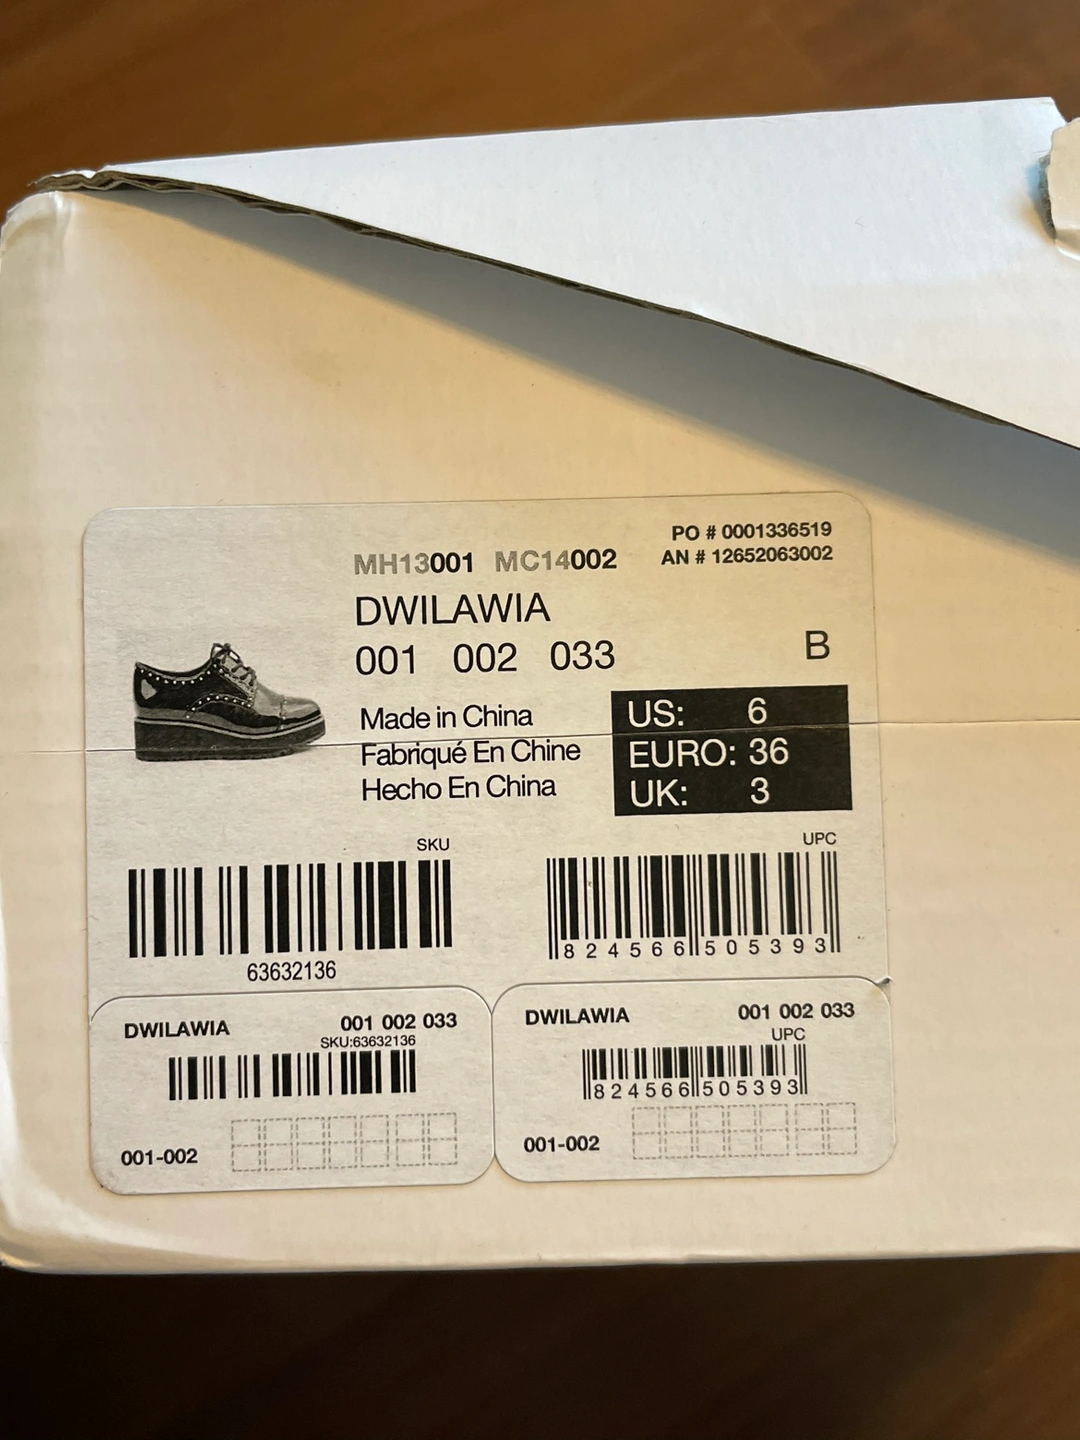 PO # 0001336519
MH13001 MC14002 AN # 12652063002
DWILAWIA
001 002 033 B
Made in China
Fabriqué En Chine
Hecho En China
US: 6
EURO: 36
UK: 3
SKU
63632136
UPC
824566505393
DWILAWIA 001 002 033
SKU:63632136
001-002
DWILAWIA 001 002 033
UPC
824566505393
001-002